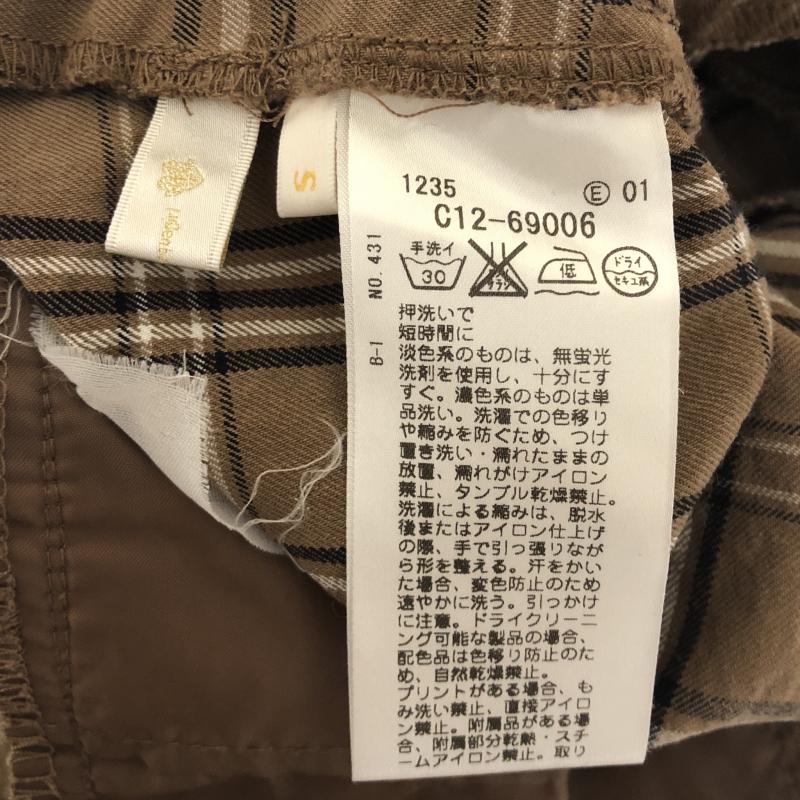 S
1235
Ⓔ 01
C12-69006
NO. 431
B-1
手洗イ
30
低
ドライ
セキユ系
押洗いで
短時間に
淡色系のものは、無蛍光
洗剤を使用し、十分にす
すぐ。濃色系のものは単
品洗い。洗濯での色移り
や縮みを防ぐため、つけ
置き洗い・濡れたままの
放置、濡れがけアイロン
禁止、タンブル乾燥禁止。
洗濯による縮みは、脱水
後またはアイロン仕上げ
の際、手で引っ張りなが
ら形を整える。汗をかい
た場合、変色防止のため
速やかに洗う。引っかけ
に注意。ドライクリーニ
ング可能な製品の場合、
配色品は色移り防止のた
め、自然乾燥禁止。
プリントがある場合、も
み洗い禁止、直接アイロ
ン禁止。附属品がある場
合、附属部分乾熱・スチ
ームアイロン禁止。取り